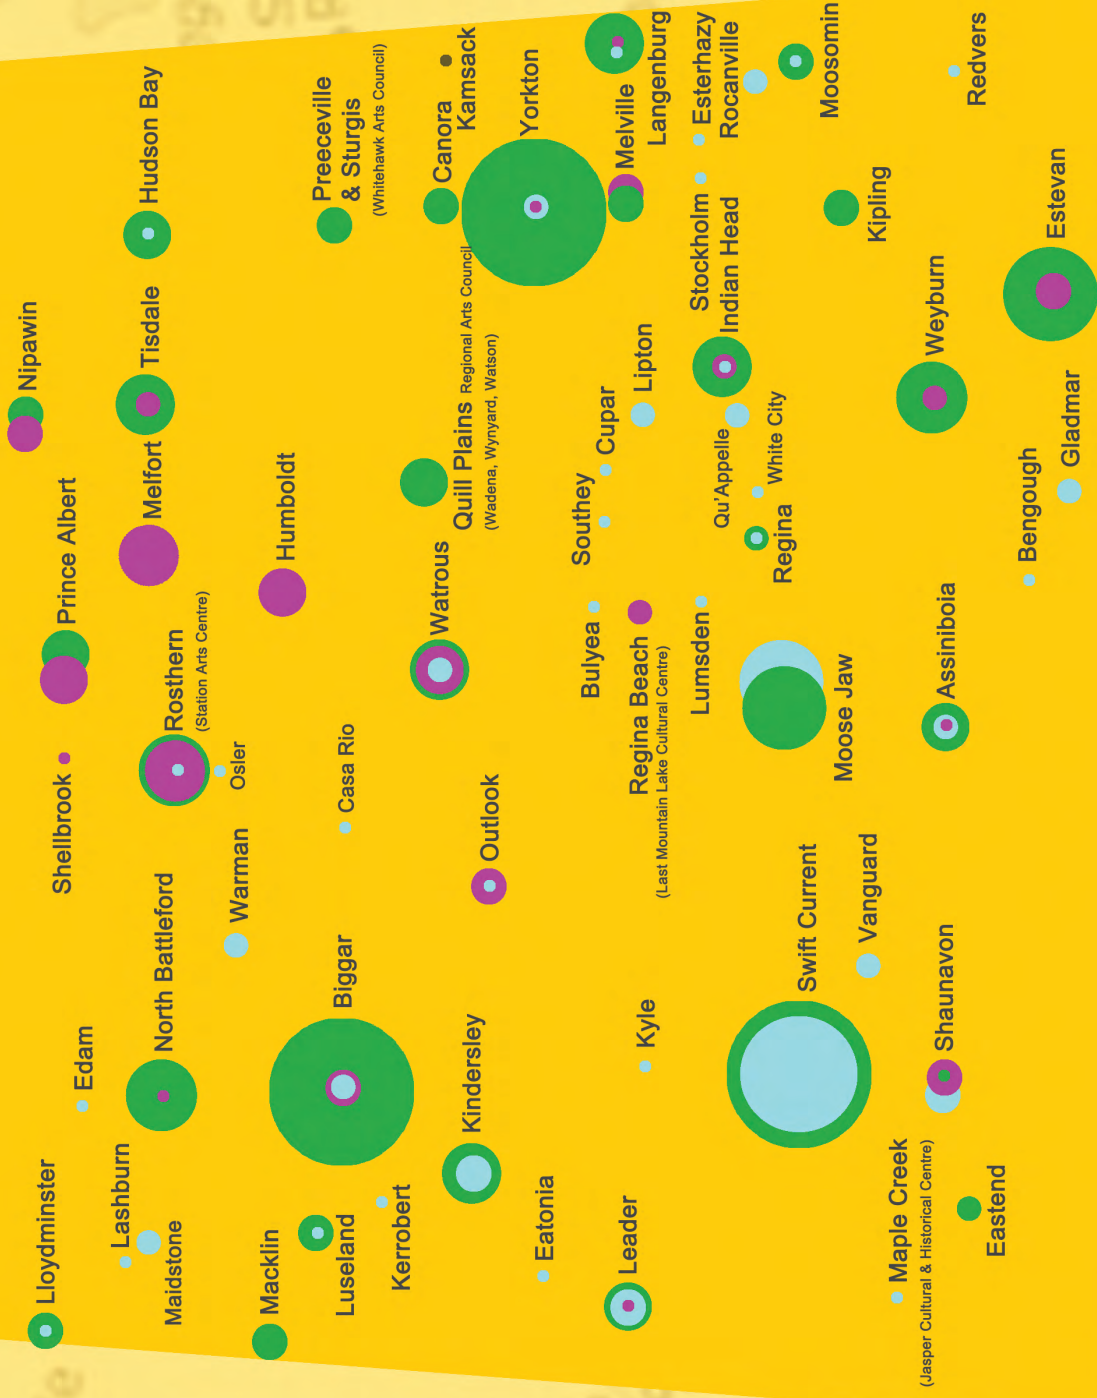 Lloydminster
Edam
Shellbrook
Prince Albert
Nipawin
Lashburn
Maidstone
North Battleford
Rosthern
(Station Arts Centre)
Melfort
Tisdale
Hudson Bay
Osler
Warman
Macklin
Humboldt
Luseland
Kerrobert
Biggar
Casa Rio
Preeceville
& Sturgis
(Whitehawk Arts Council)
Kindersley
Outlook
Watrous
Quill Plains Regional Arts Council
(Wadena, Wynyard, Watson)
Canora
Kamsack
Yorkton
Eatonia
Bulyea
Southey
Cupar
Leader
Kyle
Regina Beach
(Last Mountain Lake Cultural Centre)
Lipton
Melville
Langenburg
Lumsden
Stockholm
Esterhazy
Qu'Appelle
Indian Head
Rocanville
White City
Regina
Swift Current
Moose Jaw
Moosomin
Vanguard
Kipling
Maple Creek
(Jasper Cultural & Historical Centre)
Shaunavon
Assiniboia
Weyburn
Redvers
Eastend
Bengough
Gladmar
Estevan